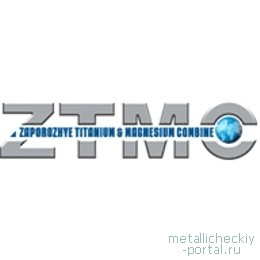 ZTMC
ZAPOROZHYE TITANIUM & MAGNESIUM COMBINE
metallicheckiy
-portal.ru